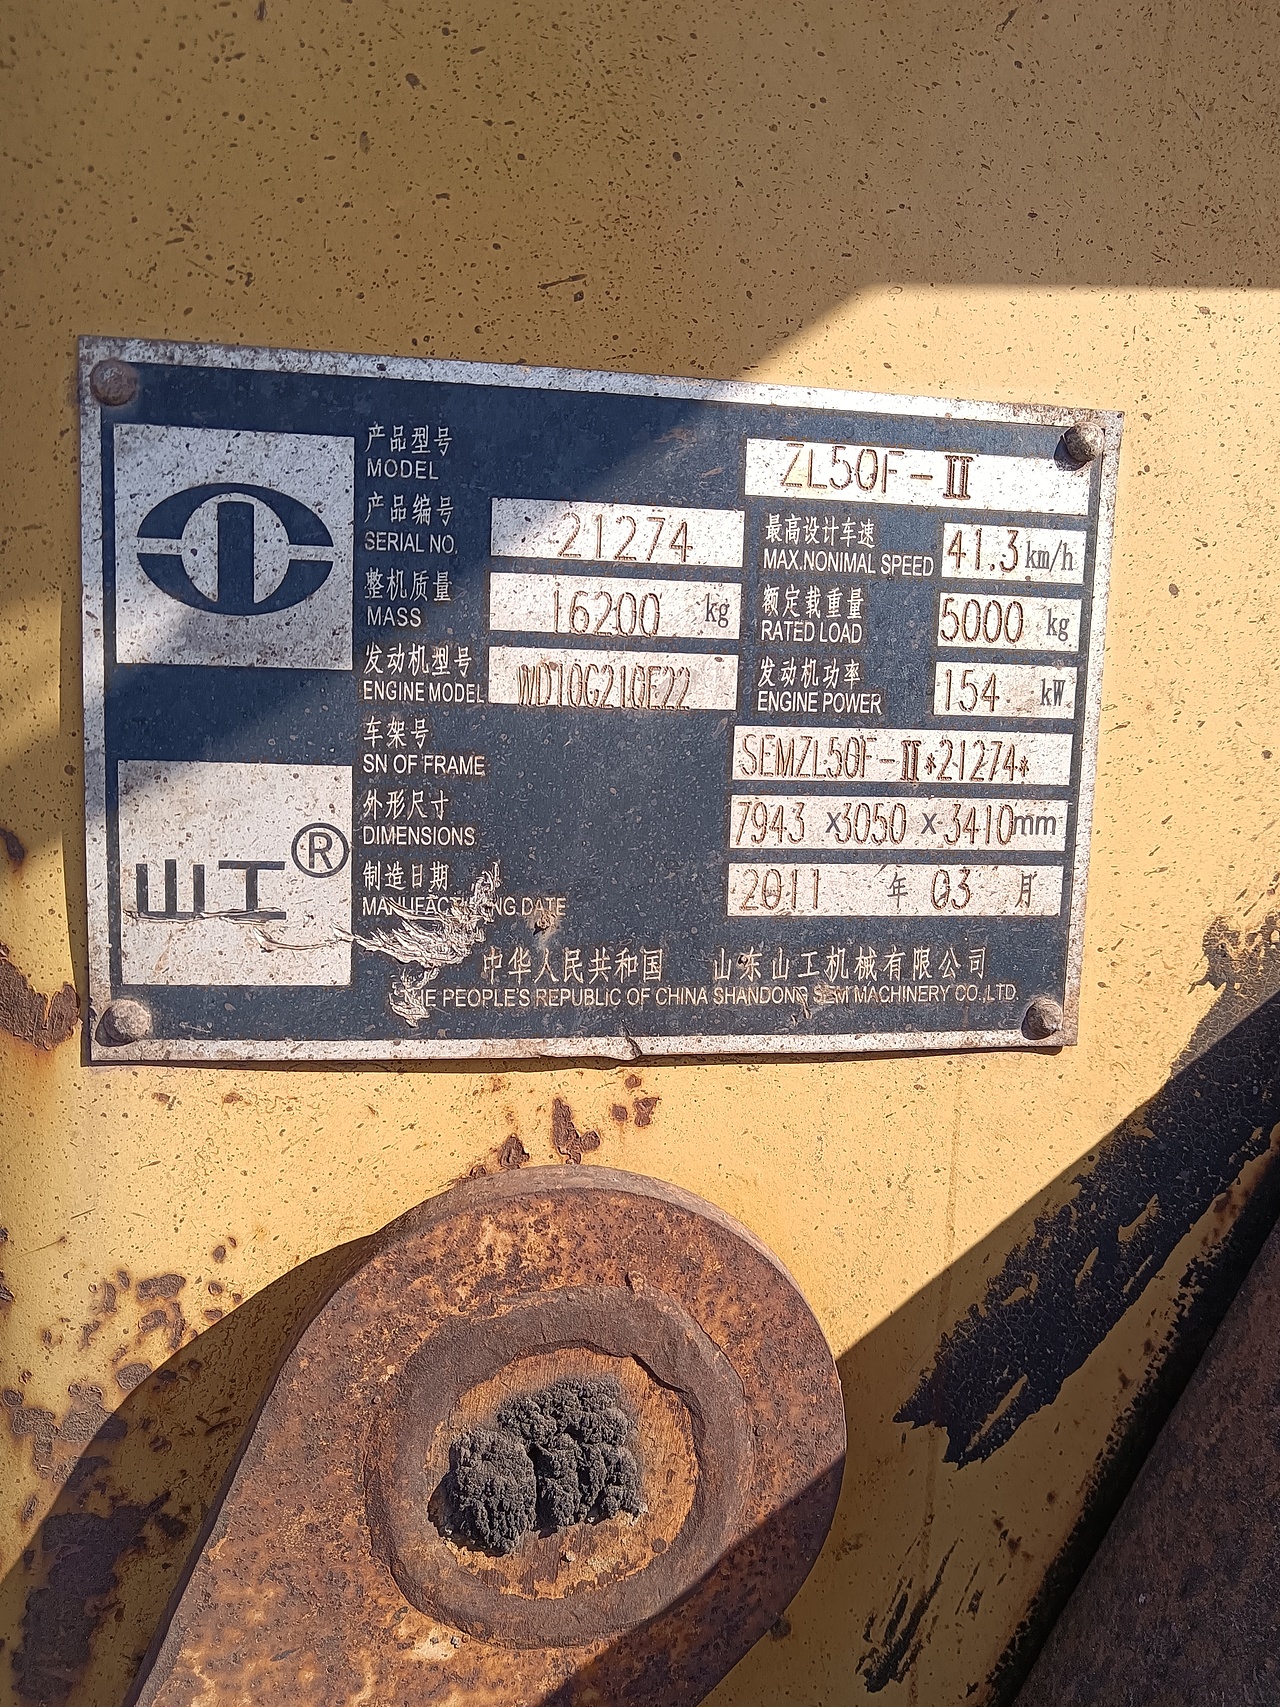 产品型号
MODEL
ZL50F-II
产品编号
SERIAL NO.
21274
最高设计车速
MAX.NONIMAL SPEED
41.3 km/h
整机质量
MASS
16200 kg
额定载重量
RATED LOAD
5000 kg
发动机型号
ENGINE MODEL
WD10G210E22
发动机功率
ENGINE POWER
154 kW
车架号
SN OF FRAME
SEMZL50F-II*21274*
外形尺寸
DIMENSIONS
7943 x3050 x 3410mm
制造日期
MANUFACTURING DATE
2011 年 03 月
山工®
中华人民共和国 山东山工机械有限公司
THE PEOPLE'S REPUBLIC OF CHINA SHANDONG SEM MACHINERY CO.,LTD.